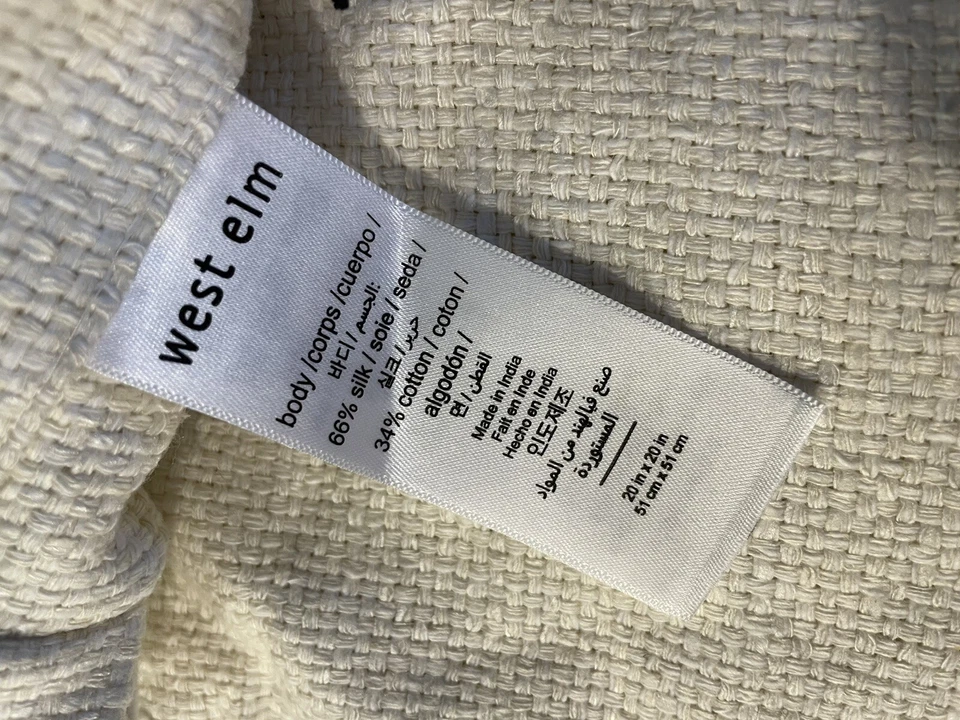 west elm
body /corps /cuerpo /
바디 / الجسم:
66% silk / soie / seda /
실크 / حرير
34% cotton / coton /
algodón /
면 / القطن
Made in India
Fait en Inde
Hecho en India
인도제조
صنع فيالهند من المواد
المستوردة
20 in x 20 in
51 cm x 51 cm